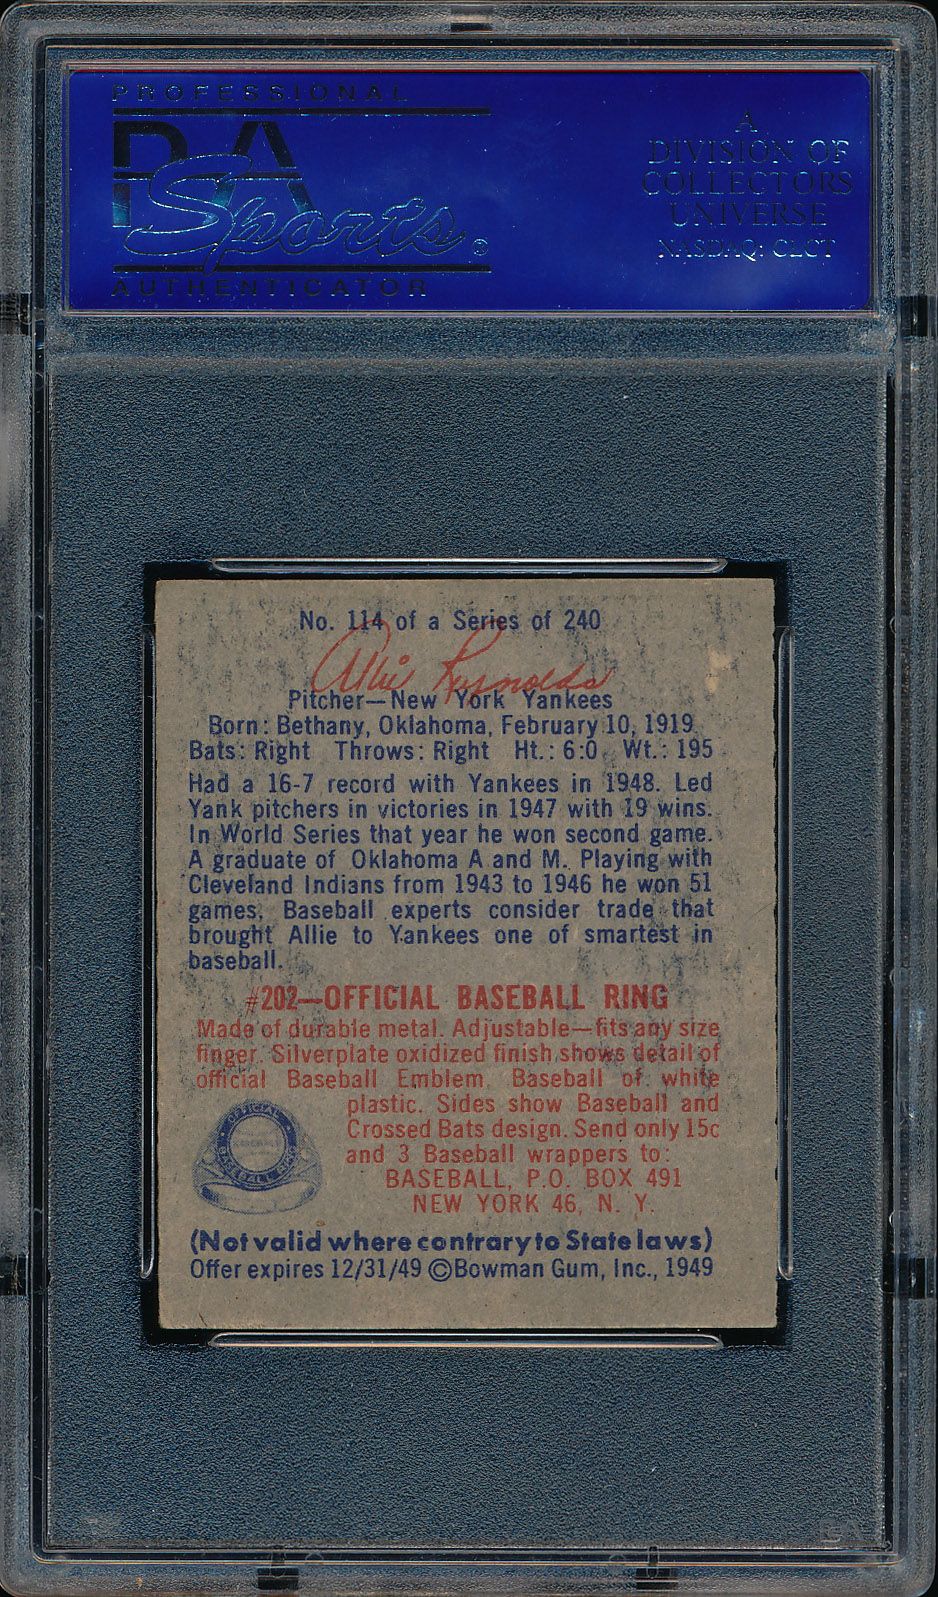 PROFESSIONAL
PSA
Sports®
AUTHENTICATOR
A
DIVISION OF
COLLECTORS
UNIVERSE
NASDAQ: CLCT
No. 114 of a Series of 240
Allie Reynolds
Pitcher—New York Yankees
Born: Bethany, Oklahoma, February 10, 1919
Bats: Right Throws: Right Ht.: 6:0 Wt.: 195
Had a 16-7 record with Yankees in 1948. Led
Yank pitchers in victories in 1947 with 19 wins.
In World Series that year he won second game.
A graduate of Oklahoma A and M. Playing with
Cleveland Indians from 1943 to 1946 he won 51
games. Baseball experts consider trade that
brought Allie to Yankees one of smartest in
baseball.
#202—OFFICIAL BASEBALL RING
Made of durable metal. Adjustable—fits any size
finger. Silverplate oxidized finish shows detail of
official Baseball Emblem. Baseball of white
plastic. Sides show Baseball and
Crossed Bats design. Send only 15c
and 3 Baseball wrappers to:
BASEBALL, P.O. BOX 491
NEW YORK 46, N. Y.
OFFICIAL
BASEBALL RING
(Not valid where contrary to State laws)
Offer expires 12/31/49 ©Bowman Gum, Inc., 1949